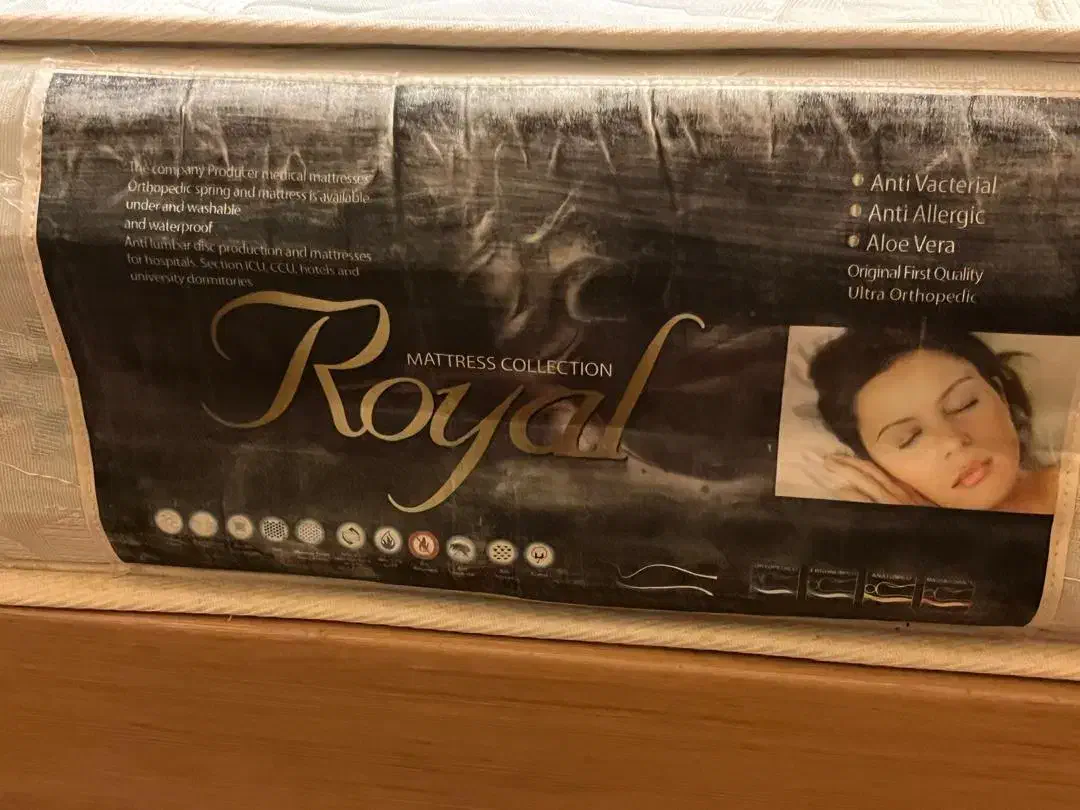 The company Producer medical mattresses
Orthopedic spring and mattress is available
under and washable
and waterproof
Anti lumbar disc production and mattresses
for hospitals. Section ICU, CCU, hotels and
university dormitories
Anti Vacterial
Anti Allergic
Aloe Vera
Original First Quality
Ultra Orthopedic
MATTRESS COLLECTION
Royal